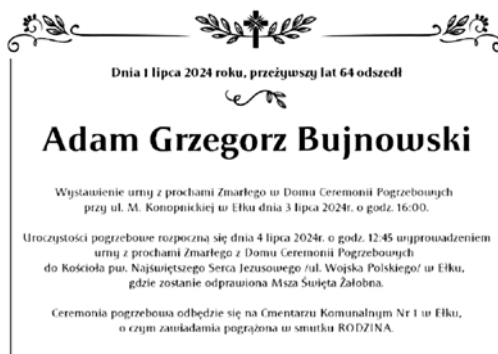 Dnia 1 lipca 2024 roku, przeżywszy lat 64 odszedł
Adam Grzegorz Bujnowski
Wystawienie urny z prochami Zmarłego w Domu Ceremonii Pogrzebowych
przy ul. M. Konopnickiej w Ełku dnia 3 lipca 2024r. o godz. 16:00.
Uroczystości pogrzebowe rozpoczną się dnia 4 lipca 2024r. o godz. 12:45 wyprowadzeniem
urny z prochami Zmarłego z Domu Ceremonii Pogrzebowych
do Kościoła pw. Najświętszego Serca Jezusowego /ul. Wojska Polskiego/ w Ełku,
gdzie zostanie odprawiona Msza Święta Żałobna.
Ceremonia pogrzebowa odbędzie się na Cmentarzu Komunalnym Nr 1 w Ełku,
o czym zawiadamia pogrążona w smutku RODZINA.